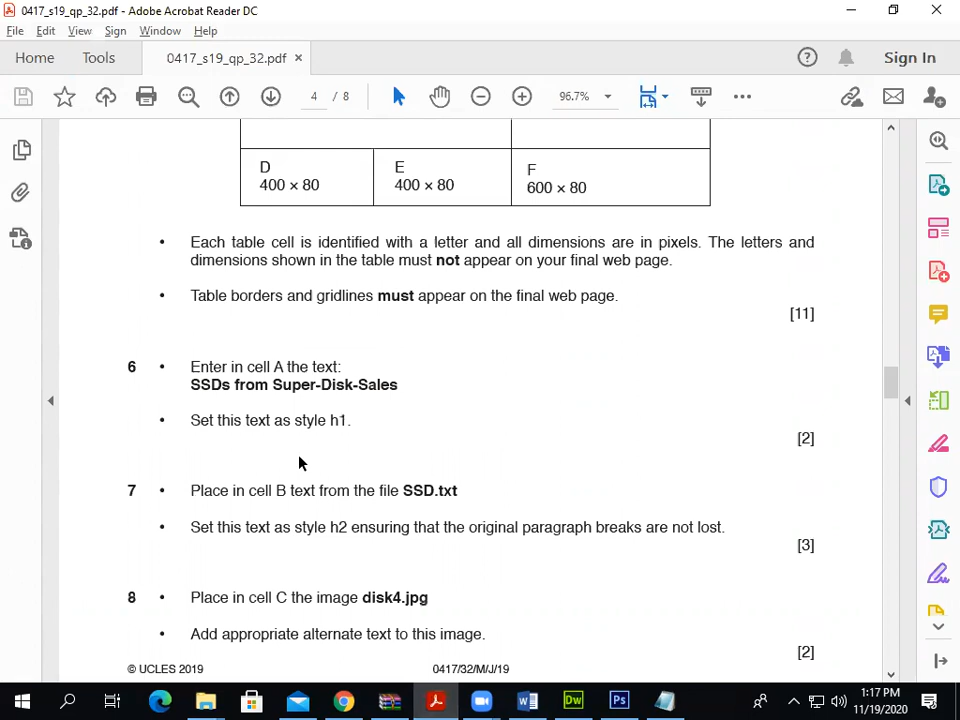 0417_s19_qp_32.pdf - Adobe Acrobat Reader DC
File Edit View Window Sign Help
Home Tools 0417_s19_qp_32.pdf × Sign In
4 / 8 96.7%
D E F
400 × 80 400 × 80 600 × 80
• Each table cell is identified with a letter and all dimensions are in pixels. The letters and
dimensions shown in the table must not appear on your final web page.
• Table borders and gridlines must appear on the final web page.
[11]
6 • Enter in cell A the text:
SSDs from Super-Disk-Sales
• Set this text as style h1.
[2]
7 • Place in cell B text from the file SSD.txt
• Set this text as style h2 ensuring that the original paragraph breaks are not lost.
[3]
8 • Place in cell C the image disk4.jpg
• Add appropriate alternate text to this image.
[2]
© UCLES 2019 0417/32/M/J/19
Dw Ps 1:17 PM
11/19/2020